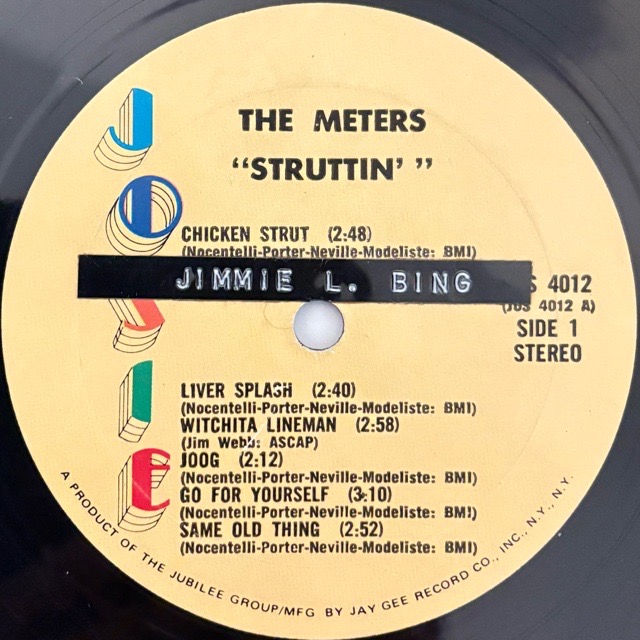 THE METERS
"STRUTTIN' "
CHICKEN STRUT (2:48)
(Nocentelli-Porter-Neville-Modeliste: BMI)
JIMMIE L. BING
S 4012
(JOS 4012 A)
SIDE 1
STEREO
LIVER SPLASH (2:40)
(Nocentelli-Porter-Neville-Modeliste: BMI)
WITCHITA LINEMAN (2:58)
(Jim Webb: ASCAP)
JOOG (2:12)
(Nocentelli-Porter-Neville-Modeliste: BMI)
GO FOR YOURSELF (3:10)
(Nocentelli-Porter-Neville-Modeliste: BMI)
SAME OLD THING (2:52)
(Nocentelli-Porter-Neville-Modeliste: BMI)
JOSIE
A PRODUCT OF THE JUBILEE GROUP/MFG BY JAY GEE RECORD CO., INC., N.Y., N.Y.